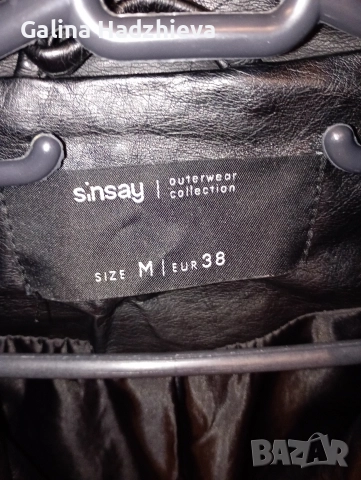 Galina Hadzhieva
sinsay | outerwear
collection
SIZE M | EUR 38
BAZAR